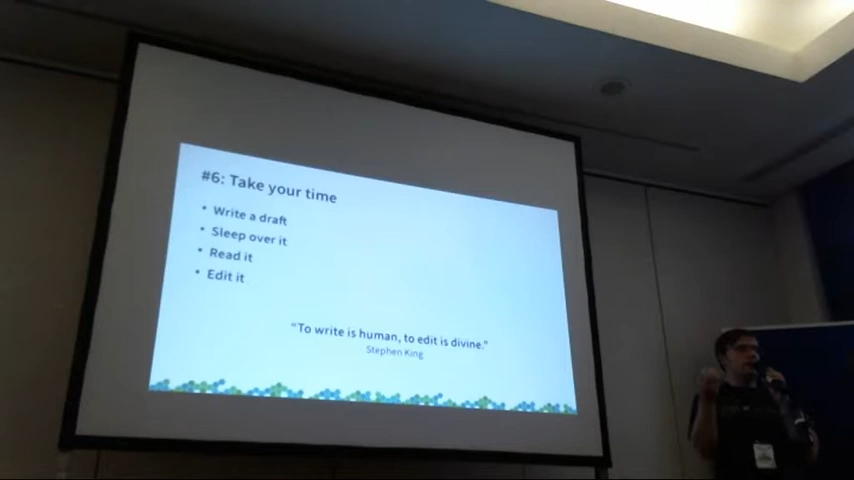 #6: Take your time
• Write a draft
• Sleep over it
• Read it
• Edit it
"To write is human, to edit is divine."
Stephen King